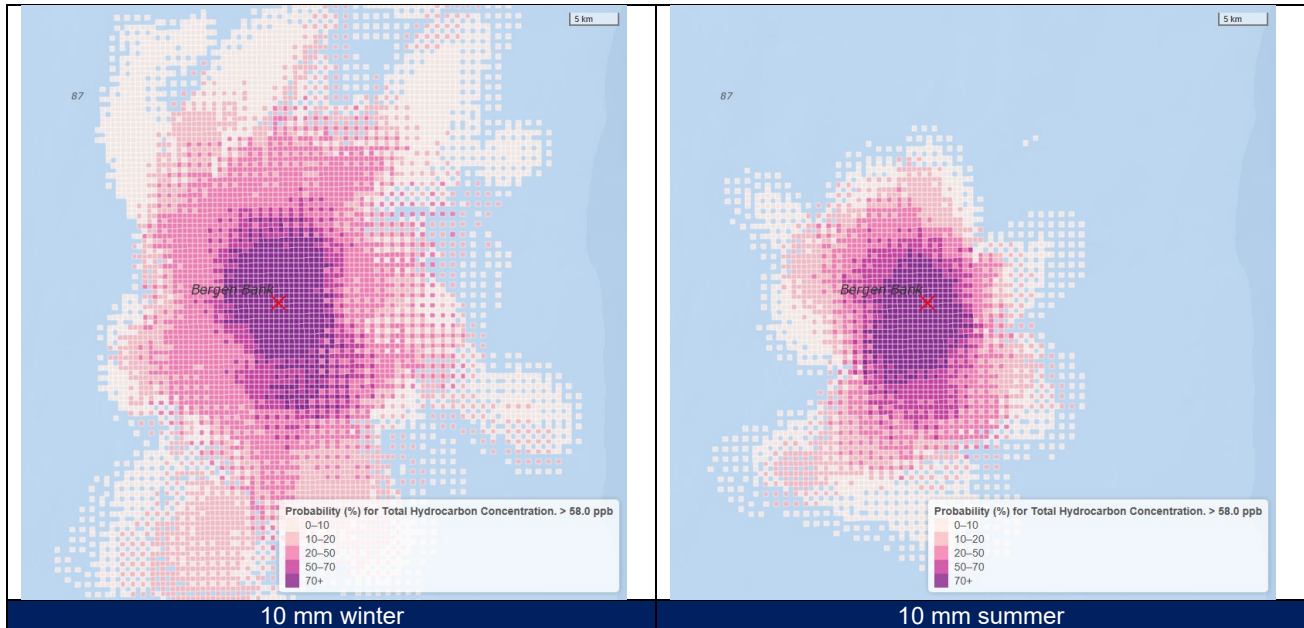 5 km
87
Bergen Bank
Probability (%) for Total Hydrocarbon Concentration. > 58.0 ppb
0–10
10–20
20–50
50–70
70+
10 mm winter
5 km
87
Bergen Bank
Probability (%) for Total Hydrocarbon Concentration. > 58.0 ppb
0–10
10–20
20–50
50–70
70+
10 mm summer